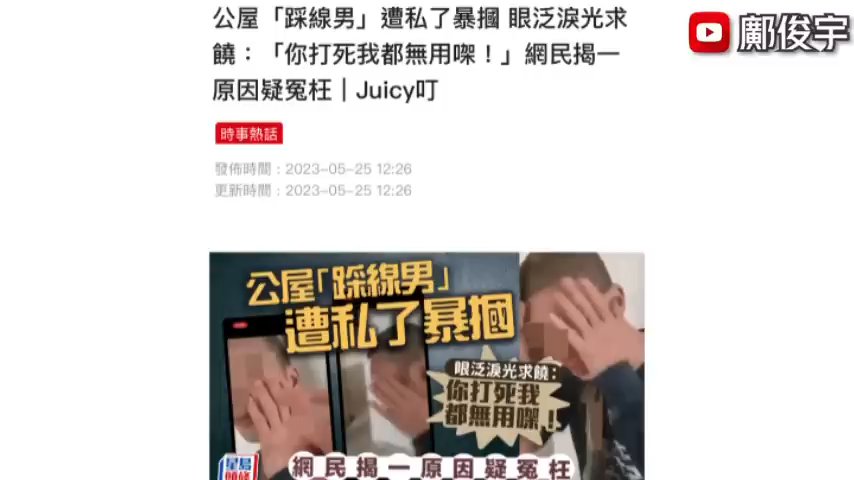 公屋「踩線男」遭私了暴摑 眼泛淚光求
饒：「你打死我都無用㗎！」網民揭一
原因疑冤枉｜Juicy叮
鄺俊宇
時事熱話
發佈時間：2023-05-25 12:26
更新時間：2023-05-25 12:26
公屋「踩線男」
遭私了暴摑
眼泛淚光求饒：
你打死我
都無用㗎！
星島
頭條
網民揭一原因疑冤枉